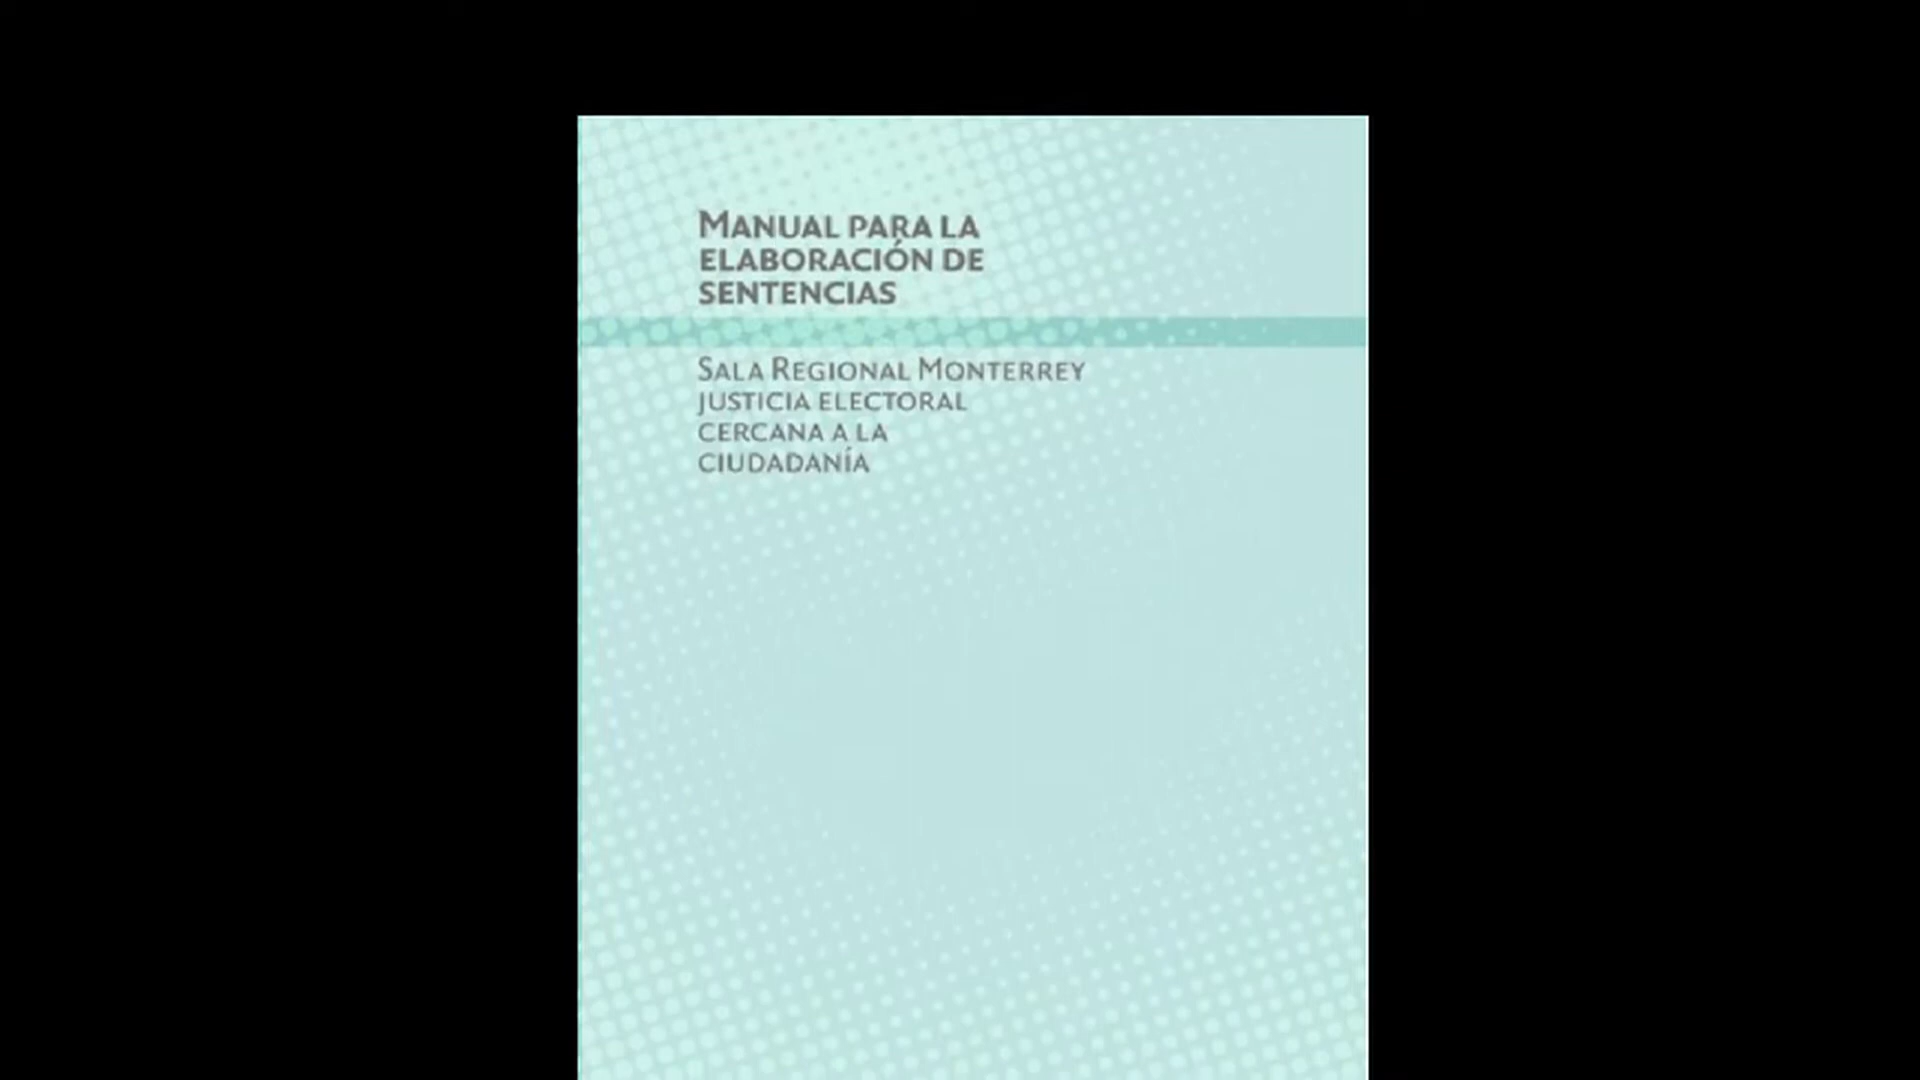 MANUAL PARA LA
ELABORACIÓN DE
SENTENCIAS
SALA REGIONAL MONTERREY
JUSTICIA ELECTORAL
CERCANA A LA
CIUDADANÍA